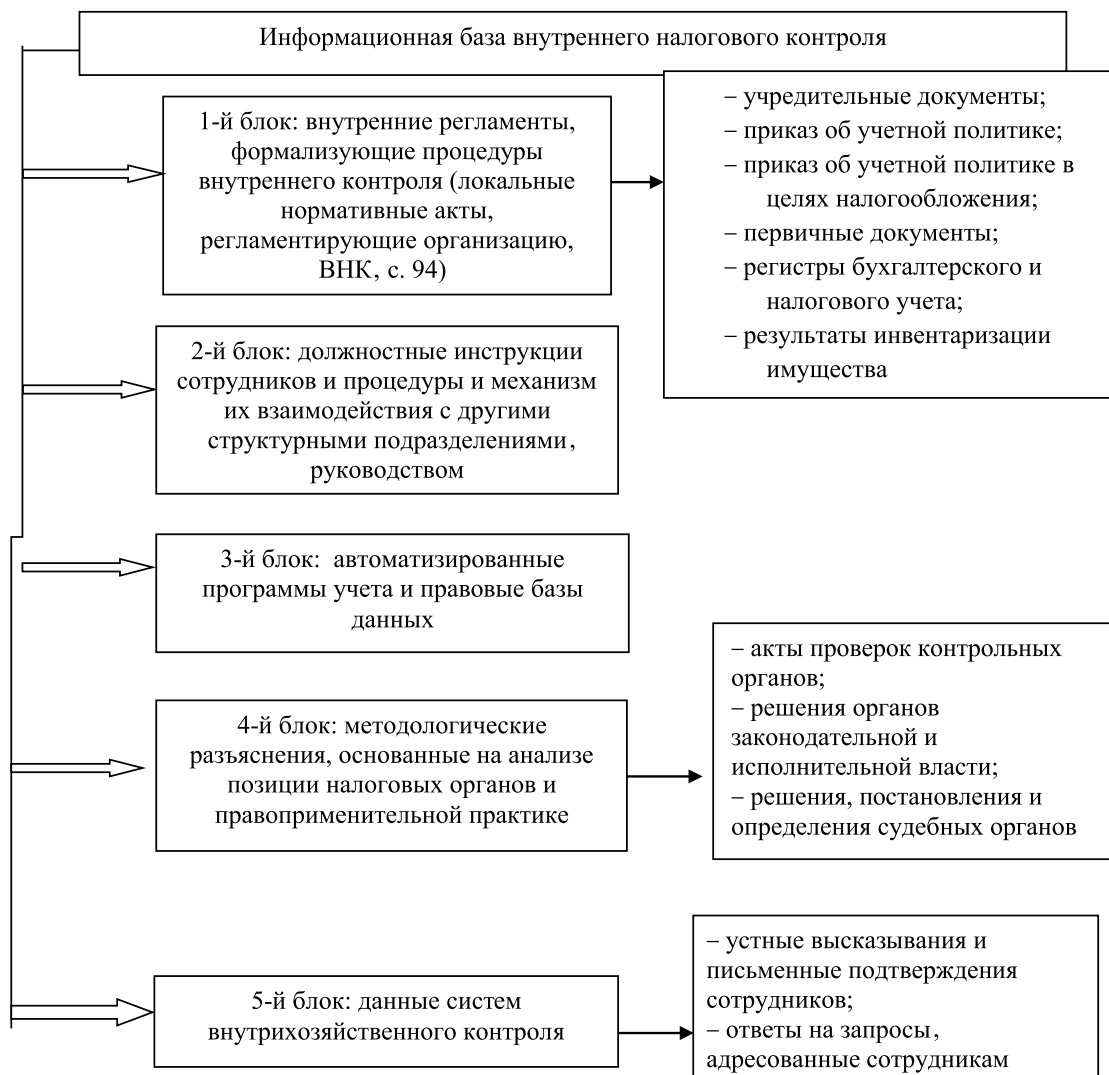 Информационная база внутреннего налогового контроля
1-й блок: внутренние регламенты,
формализующие процедуры
внутреннего контроля (локальные
нормативные акты,
регламентирующие организацию,
ВНК, с. 94)
– учредительные документы;
– приказ об учетной политике;
– приказ об учетной политике в
целях налогообложения;
– первичные документы;
– регистры бухгалтерского и
налогового учета;
– результаты инвентаризации
имущества
2-й блок: должностные инструкции
сотрудников и процедуры и механизм
их взаимодействия с другими
структурными подразделениями,
руководством
3-й блок: автоматизированные
программы учета и правовые базы
данных
4-й блок: методологические
разъяснения, основанные на анализе
позиции налоговых органов и
правоприменительной практике
– акты проверок контрольных
органов;
– решения органов
законодательной и
исполнительной власти;
– решения, постановления и
определения судебных органов
5-й блок: данные систем
внутрихозяйственного контроля
– устные высказывания и
письменные подтверждения
сотрудников;
– ответы на запросы,
адресованные сотрудникам